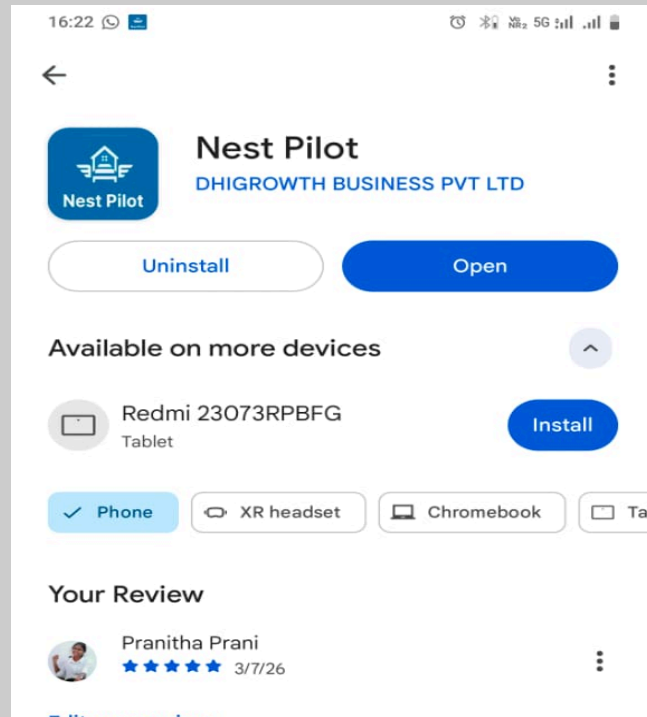 16:22
5G
Nest Pilot
DHIGROWTH BUSINESS PVT LTD
Nest Pilot
Uninstall
Open
Available on more devices
Redmi 23073RPBFG
Tablet
Install
Phone
XR headset
Chromebook
Ta
Your Review
Pranitha Prani
3/7/26